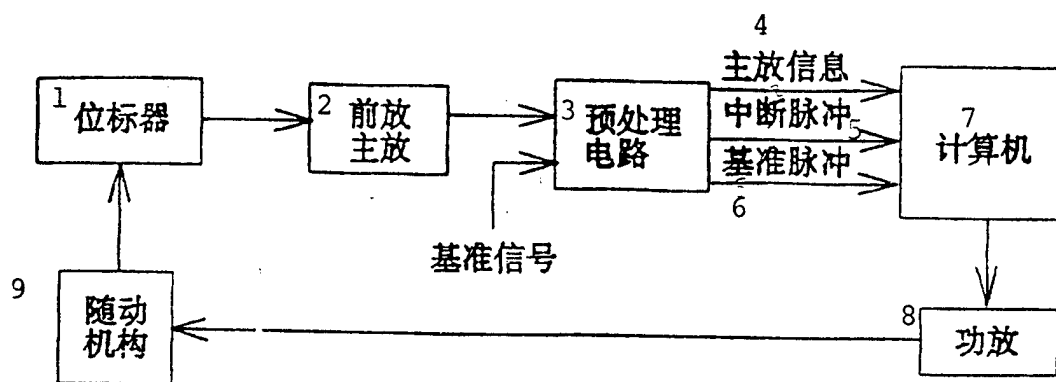 4
主放信息
1
位标器
2
前放
主放
3
预处理
电路
中断脉冲
5
基准脉冲
6
7
计算机
基准信号
9
随动
机构
8
功放